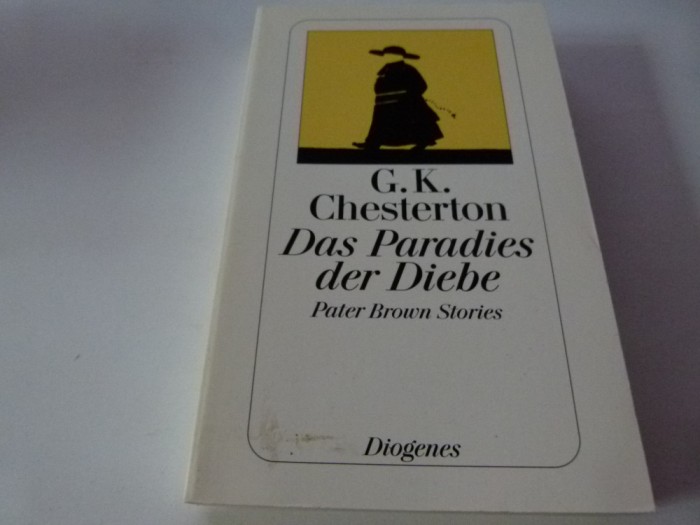 G. K.
Chesterton
Das Paradies
der Diebe
Pater Brown Stories
Diogenes